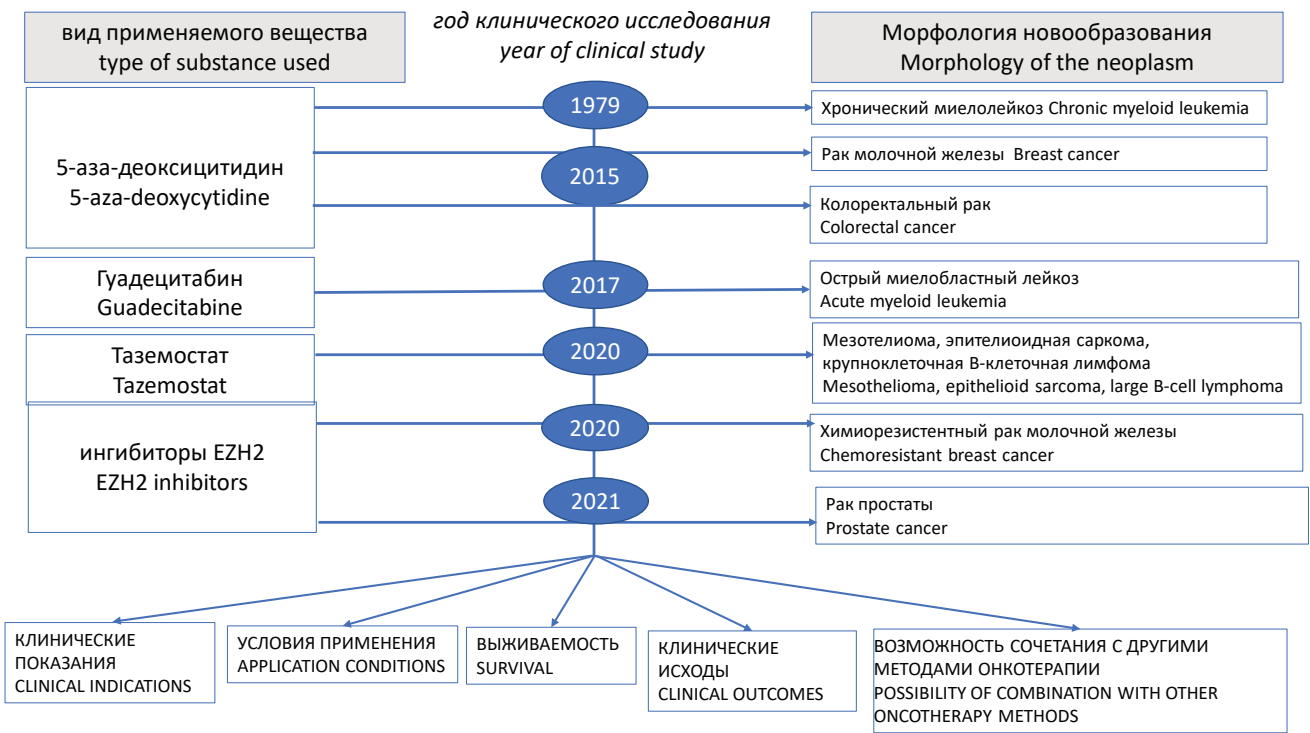 вид применяемого вещества
type of substance used
год клинического исследования
year of clinical study
Морфология новообразования
Morphology of the neoplasm
5-аза-деоксицитидин
5-aza-deoxycytidine
1979
Хронический миелолейкоз Chronic myeloid leukemia
2015
Рак молочной железы Breast cancer
Колоректальный рак
Colorectal cancer
Гуадецитабин
Guadecitabine
2017
Острый миелобластный лейкоз
Acute myeloid leukemia
Таземостат
Tazemostat
2020
Мезотелиома, эпителиоидная саркома,
крупноклеточная В-клеточная лимфома
Mesothelioma, epithelioid sarcoma, large B-cell lymphoma
ингибиторы EZH2
EZH2 inhibitors
2020
Химиорезистентный рак молочной железы
Chemoresistant breast cancer
2021
Рак простаты
Prostate cancer
КЛИНИЧЕСКИЕ
ПОКАЗАНИЯ
CLINICAL INDICATIONS
УСЛОВИЯ ПРИМЕНЕНИЯ
APPLICATION CONDITIONS
ВЫЖИВАЕМОСТЬ
SURVIVAL
КЛИНИЧЕСКИЕ
ИСХОДЫ
CLINICAL OUTCOMES
ВОЗМОЖНОСТЬ СОЧЕТАНИЯ С ДРУГИМИ
МЕТОДАМИ ОНКОТЕРАПИИ
POSSIBILITY OF COMBINATION WITH OTHER
ONCOTHERAPY METHODS